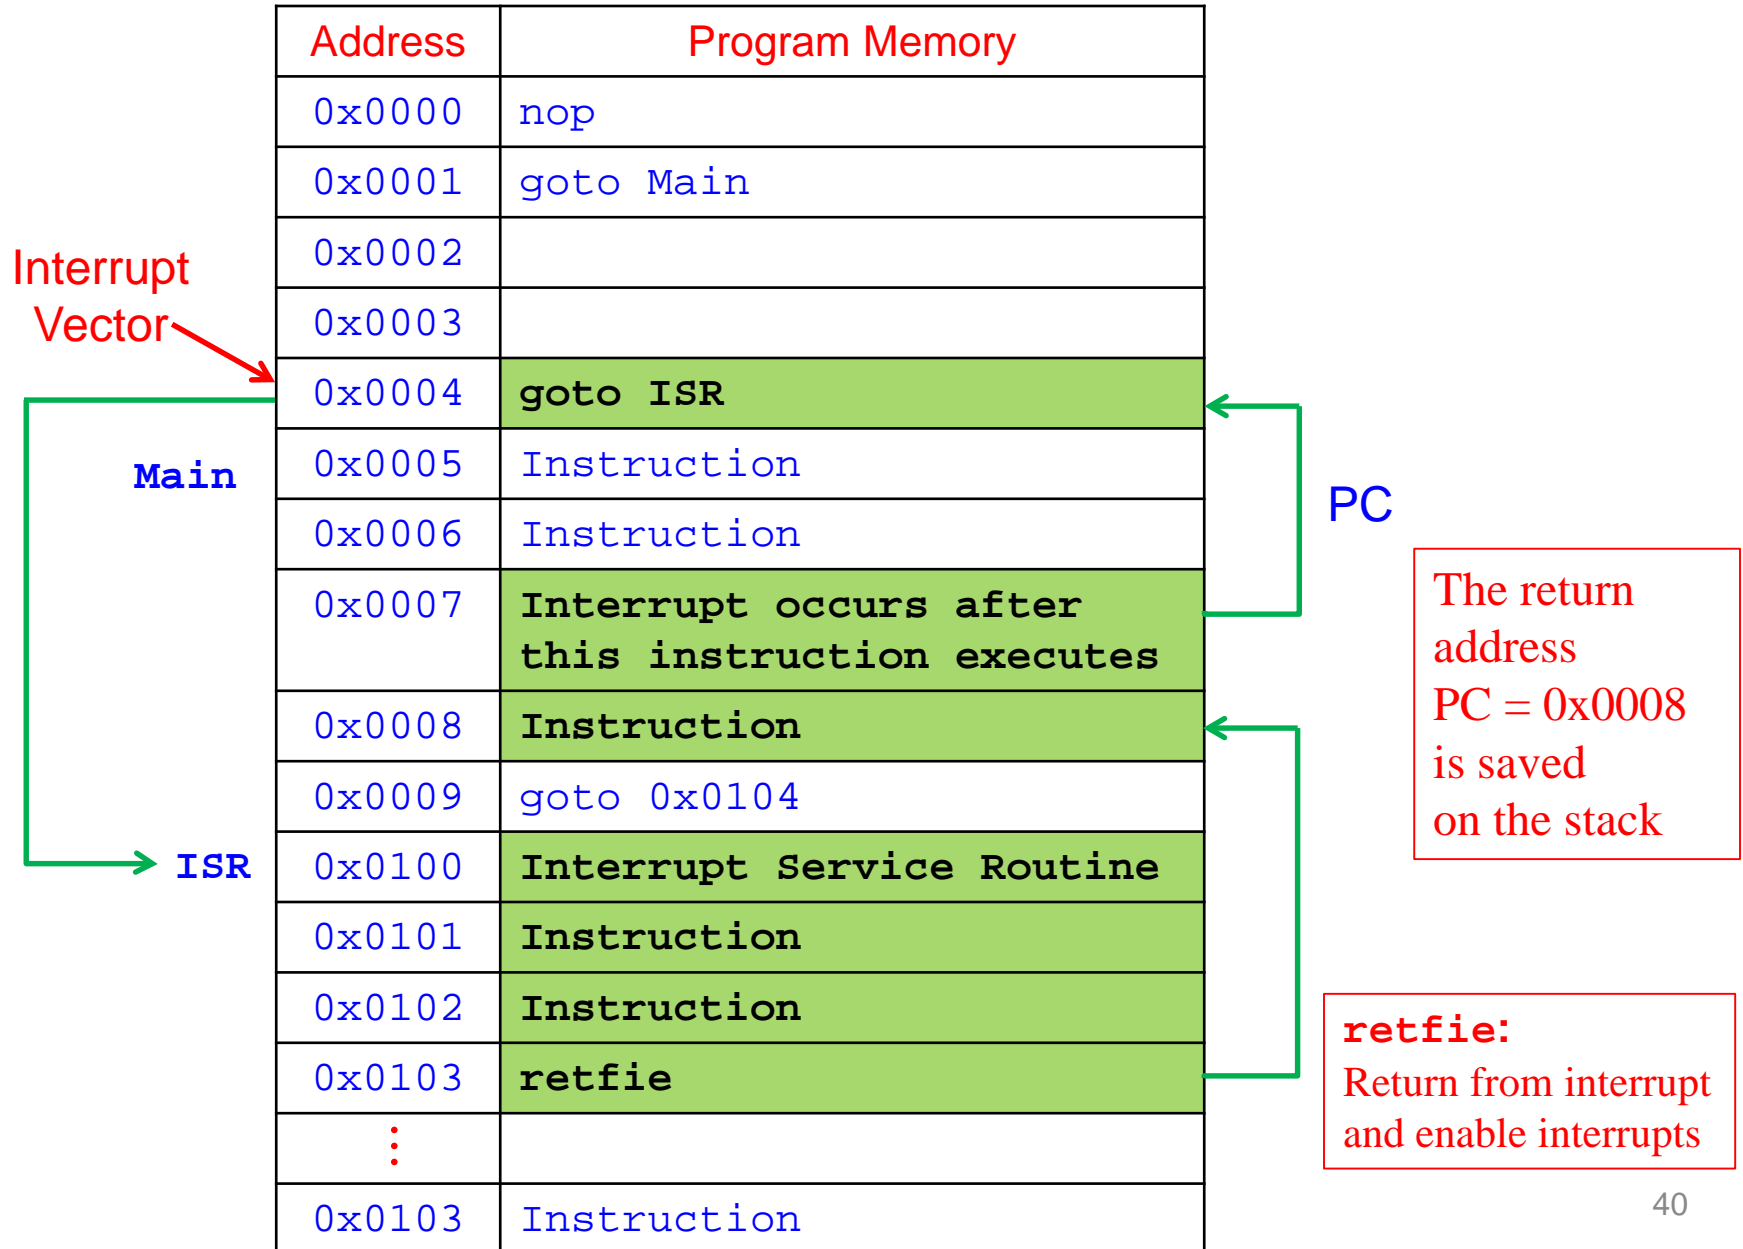 Address Program Memory
0x0000 nop
0x0001 goto Main
0x0002
Interrupt
Vector
0x0003
0x0004 goto ISR
Main
0x0005 Instruction
0x0006 Instruction
PC
0x0007 Interrupt occurs after
this instruction executes
0x0008 Instruction
0x0009 goto 0x0104
The return
address
PC = 0x0008
is saved
on the stack
ISR
0x0100 Interrupt Service Routine
0x0101 Instruction
0x0102 Instruction
0x0103 retfie
retfie:
Return from interrupt
and enable interrupts
⋮
0x0103 Instruction
40